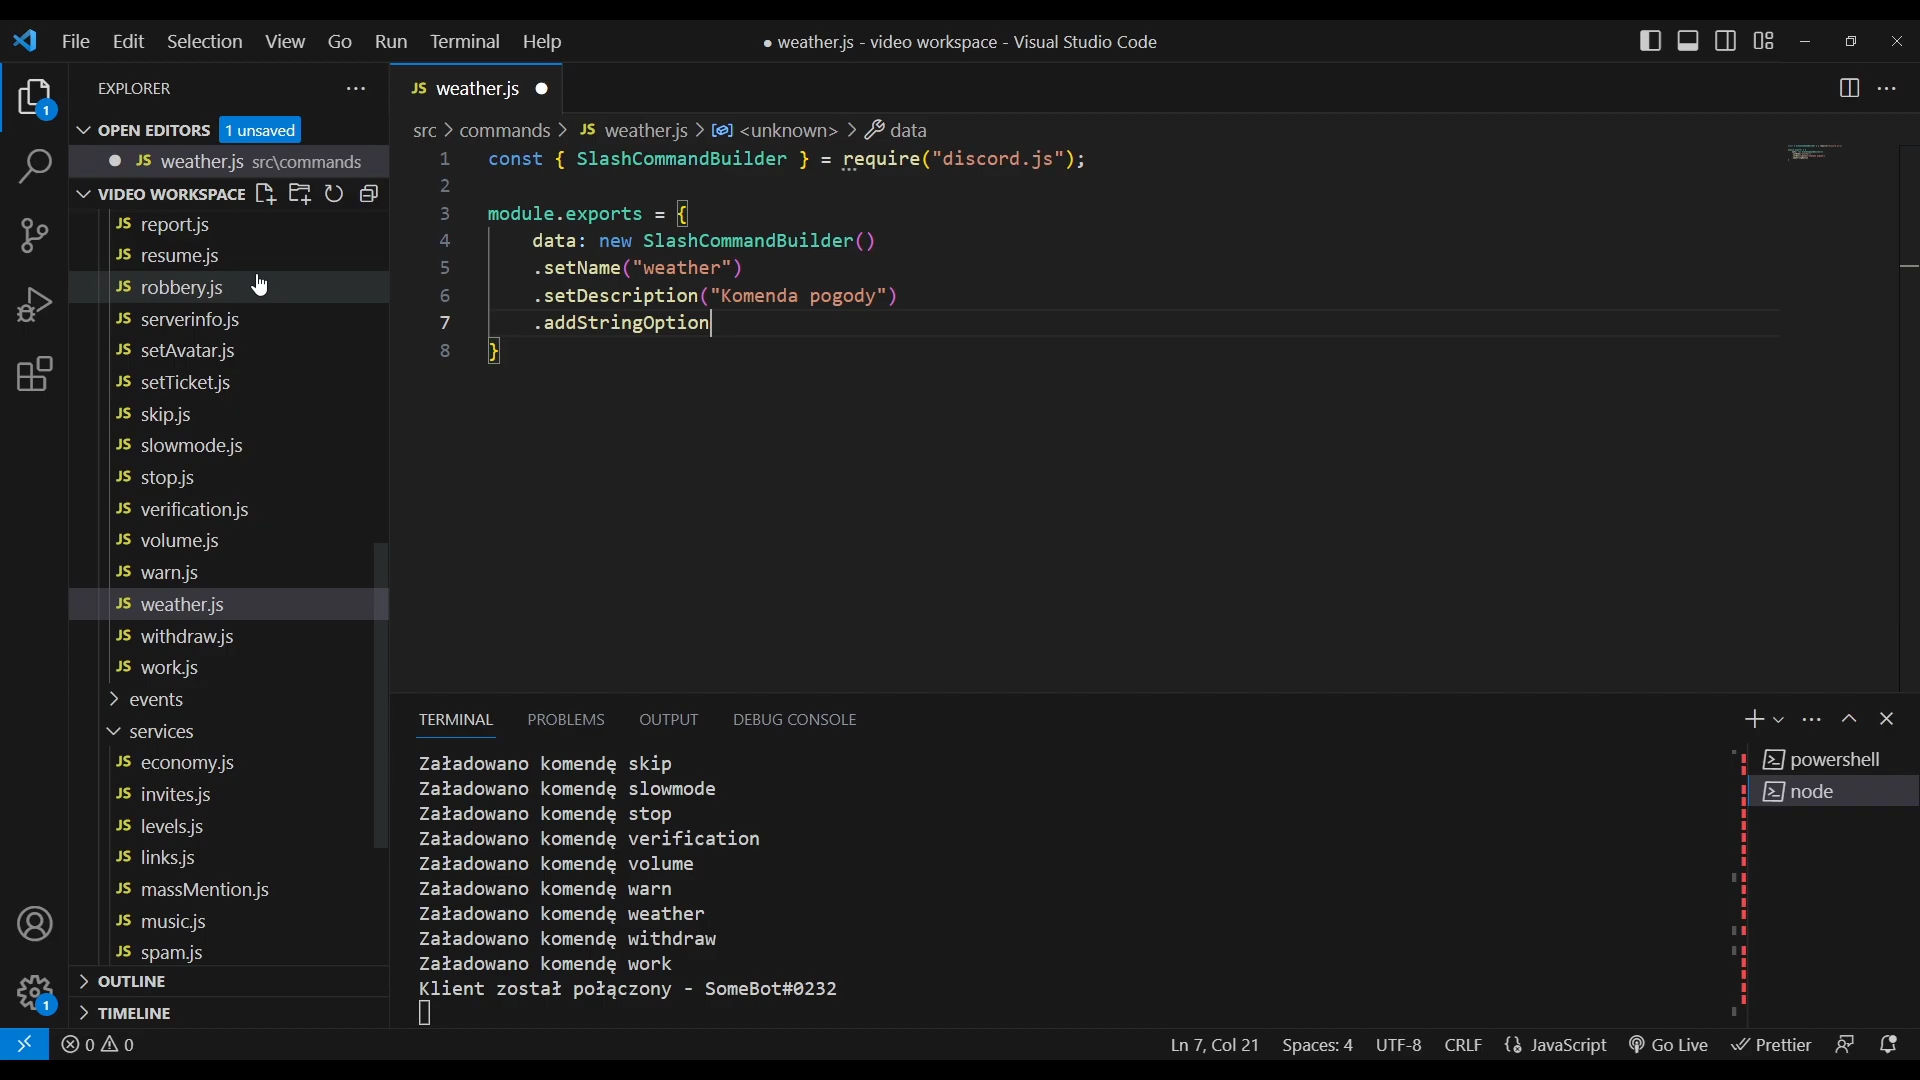 File Edit Selection View Go Run Terminal Help
● weather.js - video workspace - Visual Studio Code
EXPLORER
1
OPEN EDITORS 1 unsaved
JS weather.js src\commands
VIDEO WORKSPACE
JS report.js
JS resume.js
JS robbery.js
JS serverinfo.js
JS setAvatar.js
JS setTicket.js
JS skip.js
JS slowmode.js
JS stop.js
JS verification.js
JS volume.js
JS warn.js
JS weather.js
JS withdraw.js
JS work.js
events
services
JS economy.js
JS invites.js
JS levels.js
JS links.js
JS massMention.js
JS music.js
JS spam.js
OUTLINE
TIMELINE
1
JS weather.js
src > commands > JS weather.js > <unknown> > data
1 const { SlashCommandBuilder } = require("discord.js");
2
3 module.exports = {
4 data: new SlashCommandBuilder()
5 .setName("weather")
6 .setDescription("Komenda pogody")
7 .addStringOption
8 }
TERMINAL PROBLEMS OUTPUT DEBUG CONSOLE
Załadowano komendę skip
Załadowano komendę slowmode
Załadowano komendę stop
Załadowano komendę verification
Załadowano komendę volume
Załadowano komendę warn
Załadowano komendę weather
Załadowano komendę withdraw
Załadowano komendę work
Klient został połączony - SomeBot#0232
powershell
node
0 0
Ln 7, Col 21 Spaces: 4 UTF-8 CRLF JavaScript Go Live Prettier